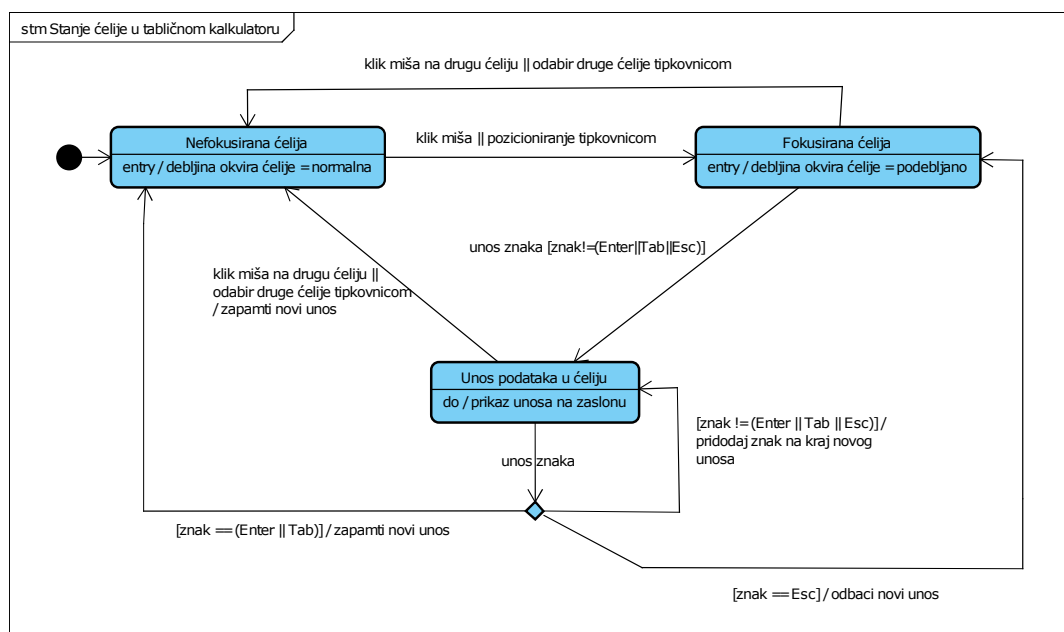 stm Stanje ćelije u tabličnom kalkulatoru
klik miša na drugu ćeliju || odabir druge ćelije tipkovnicom
Nefokusirana ćelija
entry / debljina okvira ćelije = normalna
klik miša || pozicioniranje tipkovnicom
Fokusirana ćelija
entry / debljina okvira ćelije = podebljano
unos znaka [znak!=(Enter||Tab||Esc)]
klik miša na drugu ćeliju ||
odabir druge ćelije tipkovnicom
/ zapamti novi unos
Unos podataka u ćeliju
do / prikaz unosa na zaslonu
[znak != (Enter || Tab || Esc)] /
pridodaj znak na kraj novog
unosa
unos znaka
[znak == (Enter || Tab)] / zapamti novi unos
[znak == Esc] / odbaci novi unos